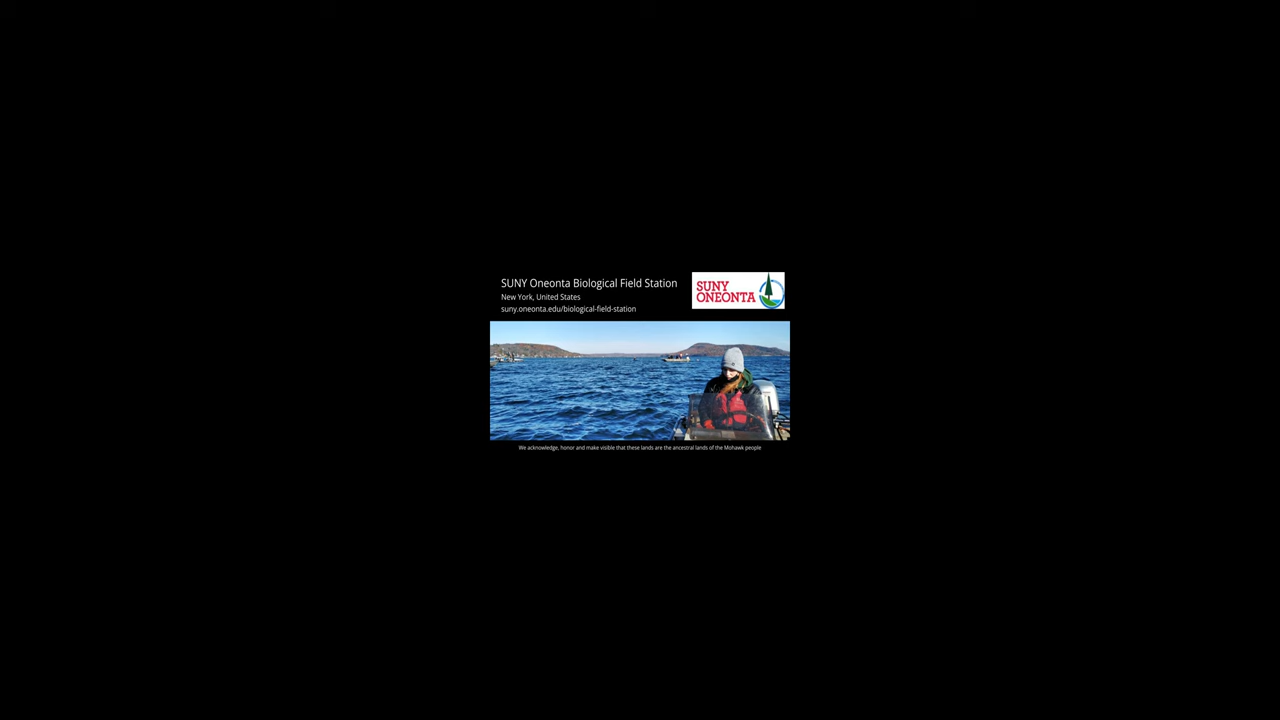 SUNY Oneonta Biological Field Station
New York, United States
suny.oneonta.edu/biological-field-station
SUNY
ONEONTA
We acknowledge, honor and make visible that these lands are the ancestral lands of the Mohawk people